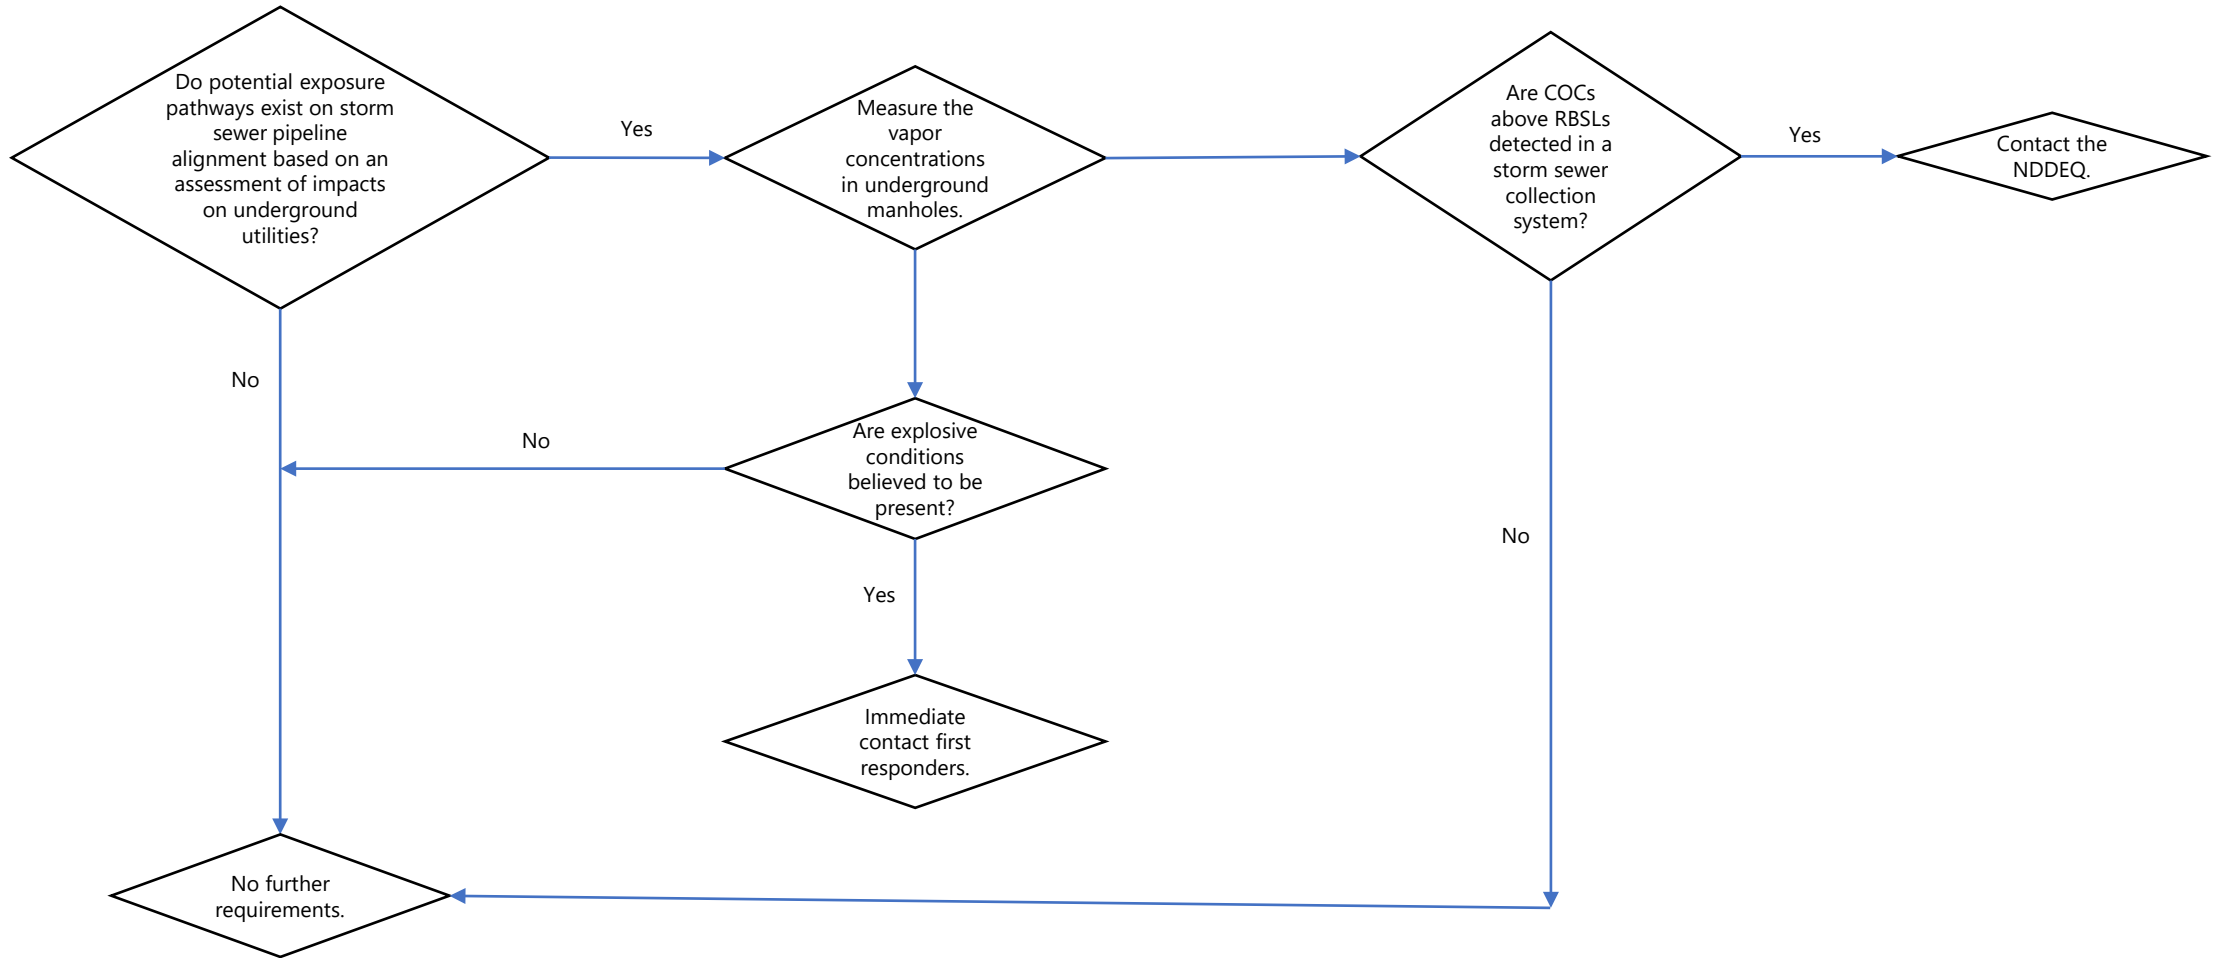 Do potential exposure
pathways exist on storm
sewer pipeline
alignment based on an
assessment of impacts
on underground
utilities?
Yes
Measure the
vapor
concentrations
in underground
manholes.
Are COCs
above RBSLs
detected in a
storm sewer
collection
system?
Yes
Contact the
NDDEQ.
No
No
Are explosive
conditions
believed to be
present?
No
Yes
Immediate
contact first
responders.
No further
requirements.